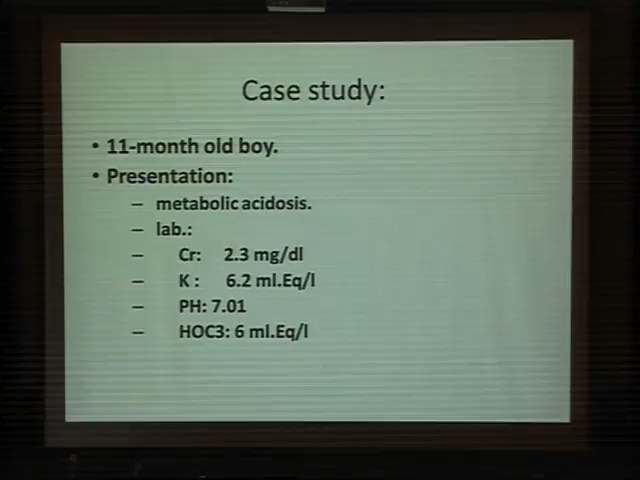 Case study:
• 11-month old boy.
• Presentation:
– metabolic acidosis.
– lab.:
– Cr: 2.3 mg/dl
– K : 6.2 ml.Eq/l
– PH: 7.01
– HOC3: 6 ml.Eq/l